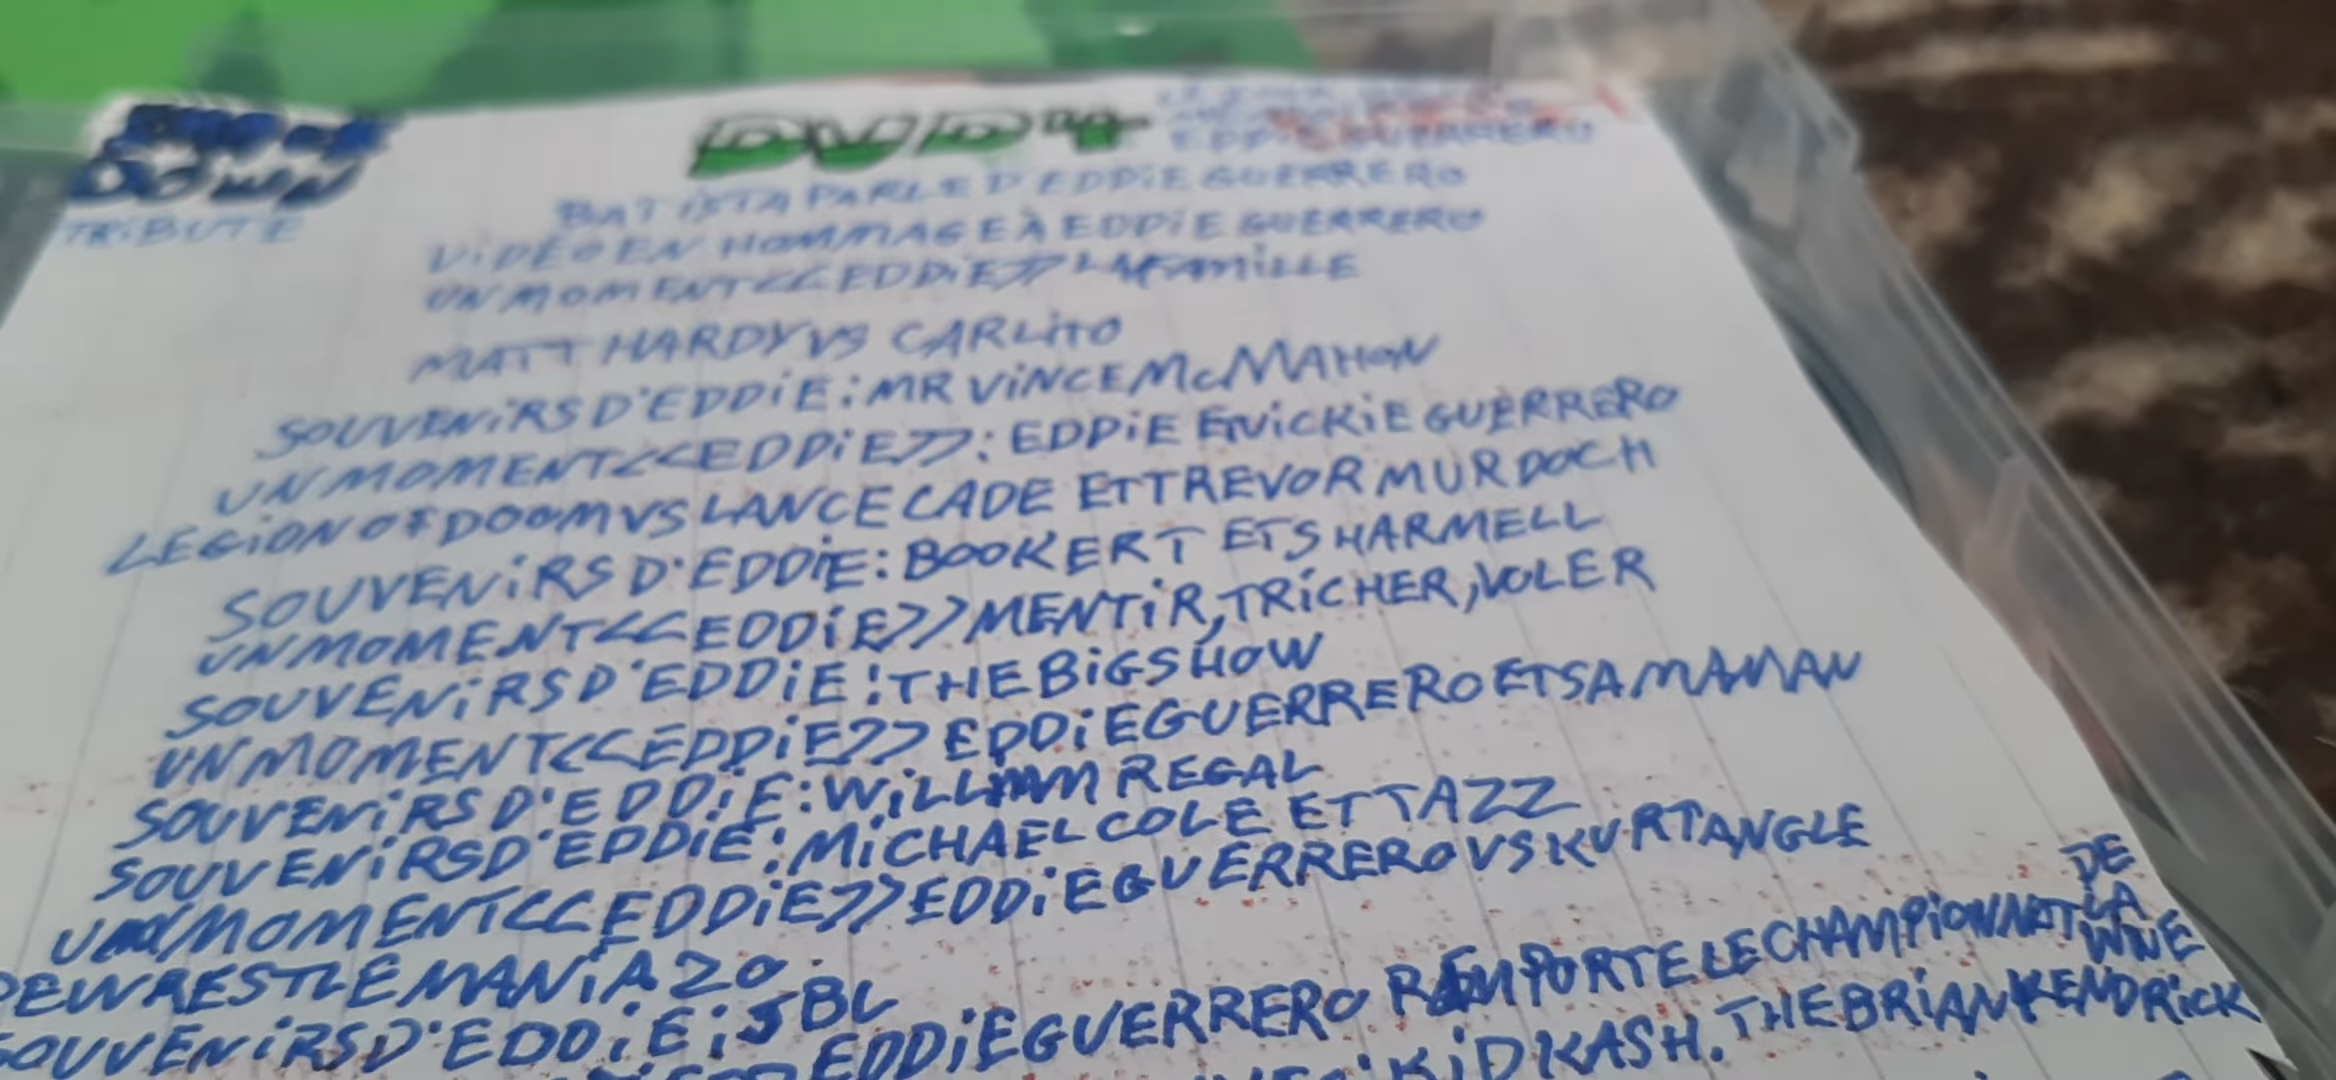 SMACK
DOWN
TRIBUTE
DVD
EDDIE GUERRERO
BATISTA PARLE D'EDDIE GUERRERO
VIDÉO EN HOMMAGE À EDDIE GUERRERO
UN MOMENT<<EDDIE>> LA FAMILLE
MATT HARDY VS CARLITO
SOUVENIRS D'EDDIE: MR VINCE McMAHON
UN MOMENT<<EDDIE>>: EDDIE ET VICKIE GUERRERO
LEGION OF DOOM VS LANCE CADE ET TREVOR MURDOCH
SOUVENIRS D'EDDIE: BOOKER T ET SHARMELL
UN MOMENT<<EDDIE>> MENTIR, TRICHER, VOLER
SOUVENIRS D'EDDIE: THE BIG SHOW
UN MOMENT<<EDDIE>> EDDIE GUERRERO ET SA MAMAN
SOUVENIRS D'EDDIE: WILLIAM REGAL
SOUVENIRS D'EDDIE: MICHAEL COLE ET TAZZ
UN MOMENT<<EDDIE>> EDDIE GUERRERO VS KURT ANGLE
DE WRESTLEMANIA 20.
SOUVENIRS D'EDDIE: JBL
EDDIE GUERRERO REMPORTE LE CHAMPIONNAT DE LA WWE
KID KASH. THE BRIAN KENDRICK